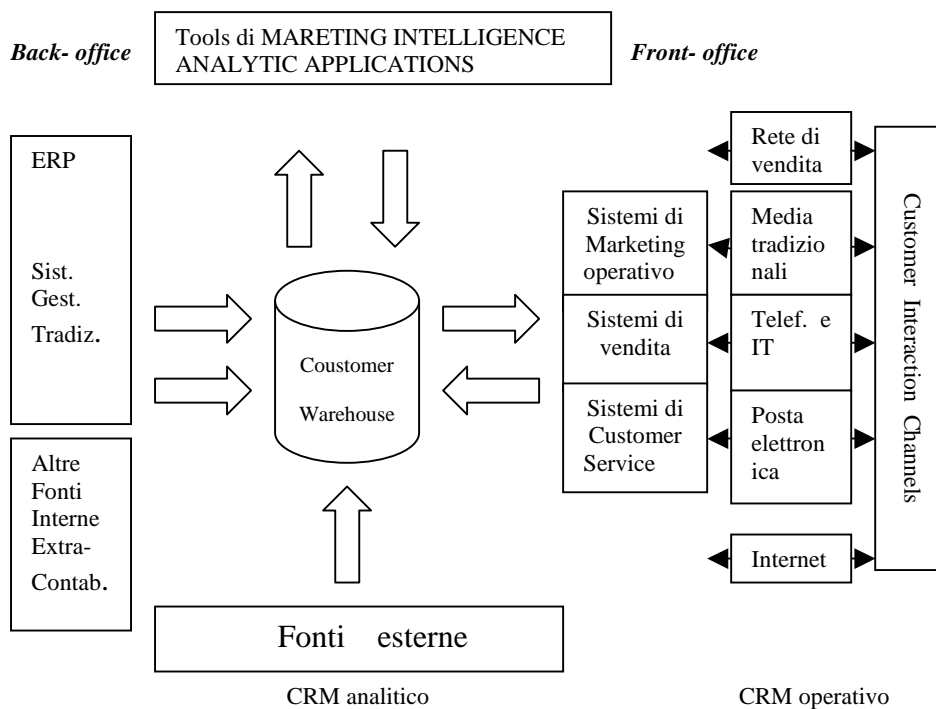 Back- office
Tools di MARETING INTELLIGENCE
ANALYTIC APPLICATIONS
Front- office
ERP
Sist.
Gest.
Tradiz.
Altre
Fonti
Interne
Extra-
Contab.
Coustomer
Warehouse
Fonti esterne
Sistemi di
Marketing
operativo
Sistemi di
vendita
Sistemi di
Customer
Service
Rete di
vendita
Media
tradizio
nali
Telef. e
IT
Posta
elettron
ica
Internet
Customer Interaction Channels
CRM analitico
CRM operativo